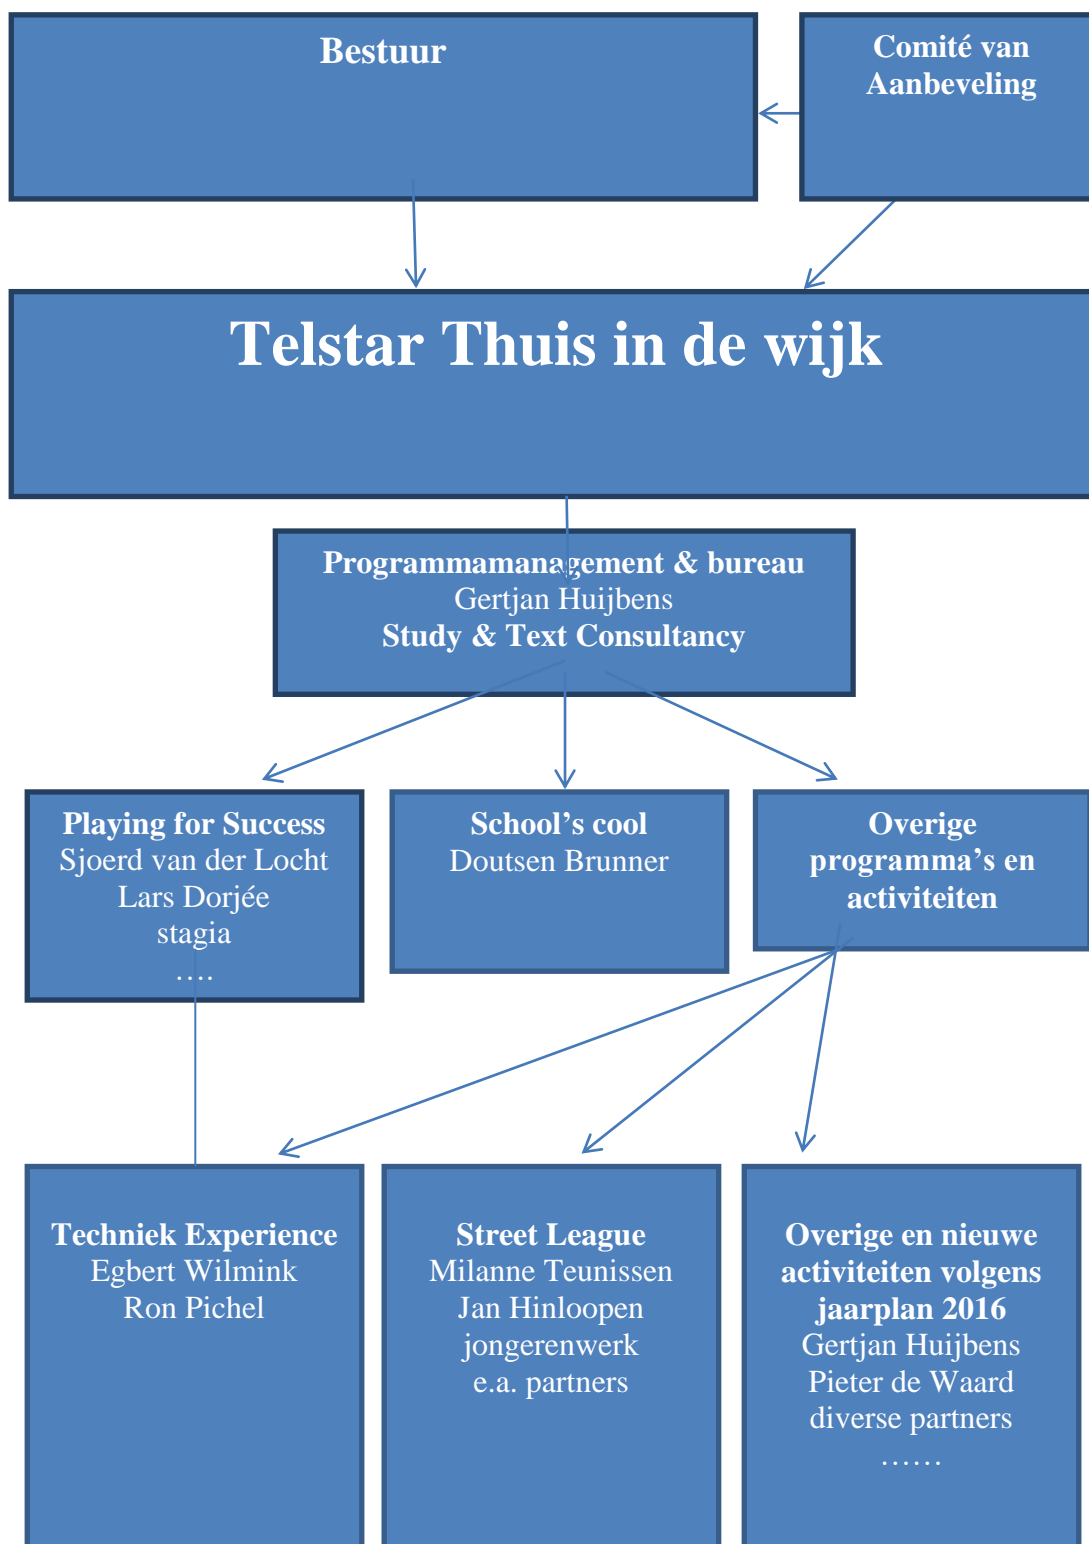 Bestuur
Comité van
Aanbeveling
Telstar Thuis in de wijk
Programmamanagement & bureau
Gertjan Huijbens
Study & Text Consultancy
Playing for Success
Sjoerd van der Locht
Lars Dorjée
stagia
….
School's cool
Doutsen Brunner
Overige
programma’s en
activiteiten
Techniek Experience
Egbert Wilmink
Ron Pichel
Street League
Milanne Teunissen
Jan Hinloopen
jongerenwerk
e.a. partners
Overige en nieuwe
activiteiten volgens
jaarplan 2016
Gertjan Huijbens
Pieter de Waard
diverse partners
……